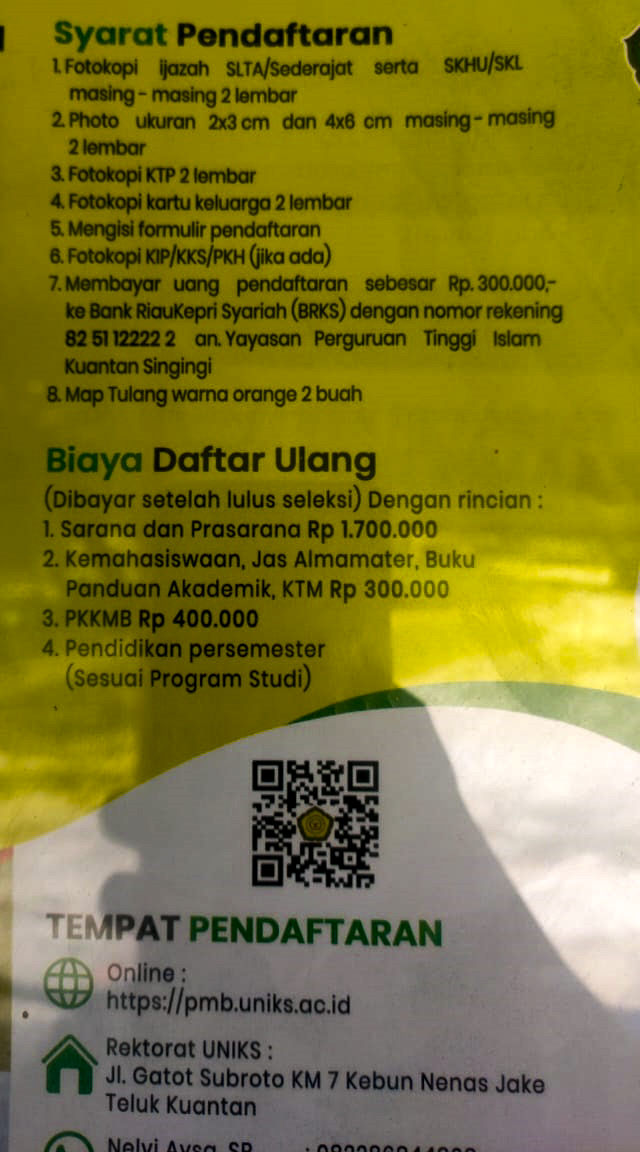 Syarat Pendaftaran
1. Fotokopi ijazah SLTA/Sederajat serta SKHU/SKL
masing - masing 2 lembar
2. Photo ukuran 2x3 cm dan 4x6 cm masing - masing
2 lembar
3. Fotokopi KTP 2 lembar
4. Fotokopi kartu keluarga 2 lembar
5. Mengisi formulir pendaftaran
6. Fotokopi KIP/KKS/PKH (jika ada)
7. Membayar uang pendaftaran sebesar Rp. 300.000,-
ke Bank RiauKepri Syariah (BRKS) dengan nomor rekening
82 51 12222 2 an. Yayasan Perguruan Tinggi Islam
Kuantan Singingi
8. Map Tulang warna orange 2 buah
Biaya Daftar Ulang
(Dibayar setelah lulus seleksi) Dengan rincian :
1. Sarana dan Prasarana Rp 1.700.000
2. Kemahasiswaan, Jas Almamater, Buku
Panduan Akademik, KTM Rp 300.000
3. PKKMB Rp 400.000
4. Pendidikan persemester
(Sesuai Program Studi)
TEMPAT PENDAFTARAN
Online :
https://pmb.uniks.ac.id
Rektorat UNIKS :
Jl. Gatot Subroto KM 7 Kebun Nenas Jake
Teluk Kuantan
Nelvi Aysa, SP :